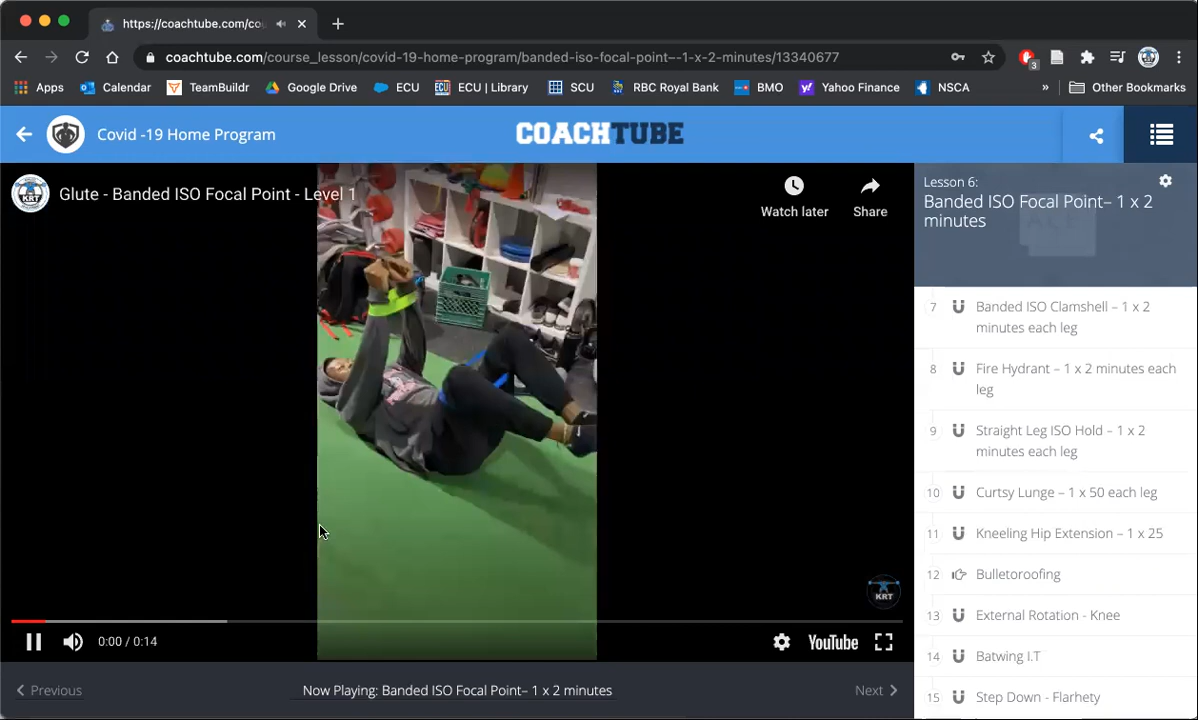 https://coachtube.com/co
coachtube.com/course_lesson/covid-19-home-program/banded-iso-focal-point–-1-x-2-minutes/13340677
3
Apps Calendar TeamBuildr Google Drive ECU ECU | Library SCU RBC Royal Bank BMO Yahoo Finance NSCA » Other Bookmarks
Covid -19 Home Program
COACHTUBE
Glute - Banded ISO Focal Point - Level 1
Watch later
Share
KRT
0:00 / 0:14
YouTube
Previous
Now Playing: Banded ISO Focal Point– 1 x 2 minutes
Next
Lesson 6:
Banded ISO Focal Point– 1 x 2
minutes
7 Banded ISO Clamshell – 1 x 2
minutes each leg
8 Fire Hydrant – 1 x 2 minutes each
leg
9 Straight Leg ISO Hold – 1 x 2
minutes each leg
10 Curtsy Lunge – 1 x 50 each leg
11 Kneeling Hip Extension – 1 x 25
12 Bulletoroofing
13 External Rotation - Knee
14 Batwing I.T
15 Step Down - Flarhety